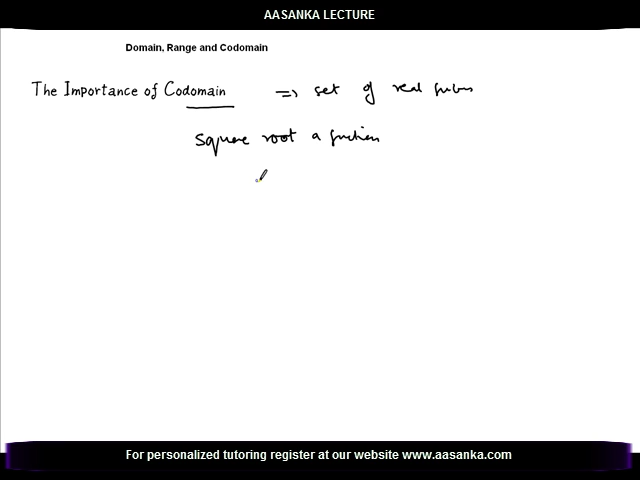 AASANKA LECTURE
Domain, Range and Codomain
The Importance of Codomain => set of real
square root a function
For personalized tutoring register at our website www.aasanka.com